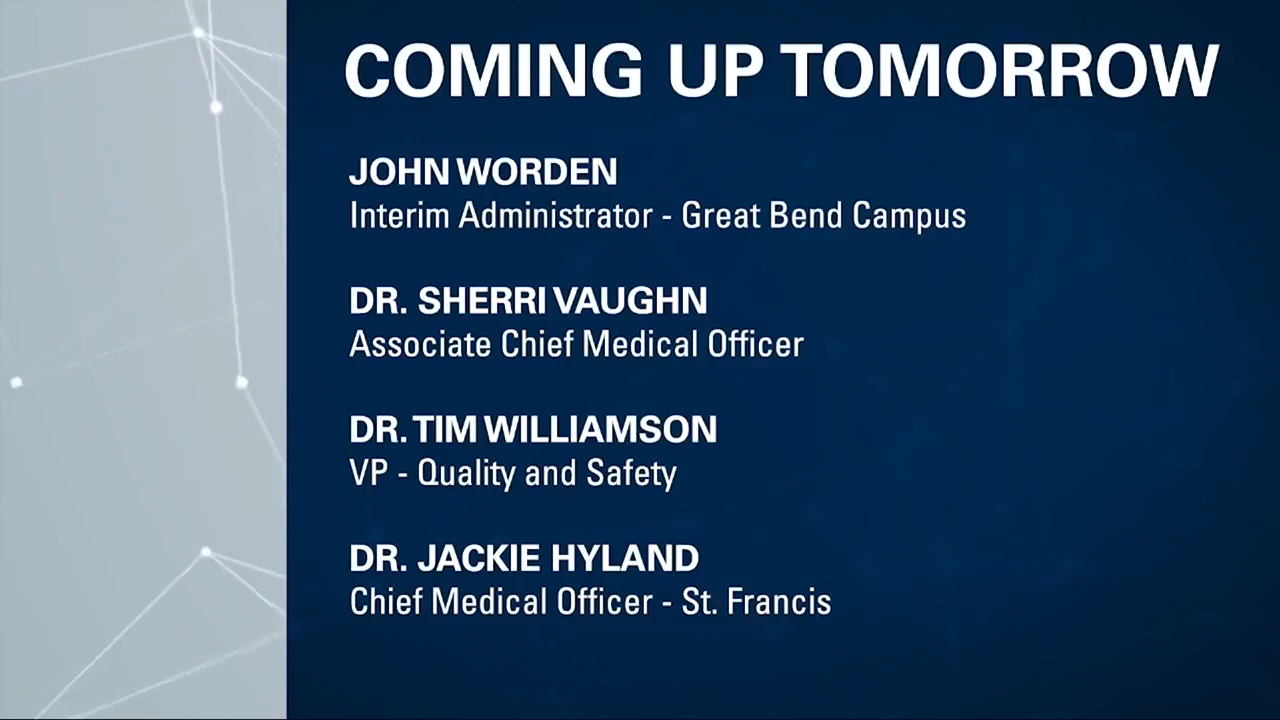 COMING UP TOMORROW
JOHN WORDEN
Interim Administrator - Great Bend Campus
DR. SHERRI VAUGHN
Associate Chief Medical Officer
DR. TIM WILLIAMSON
VP - Quality and Safety
DR. JACKIE HYLAND
Chief Medical Officer - St. Francis